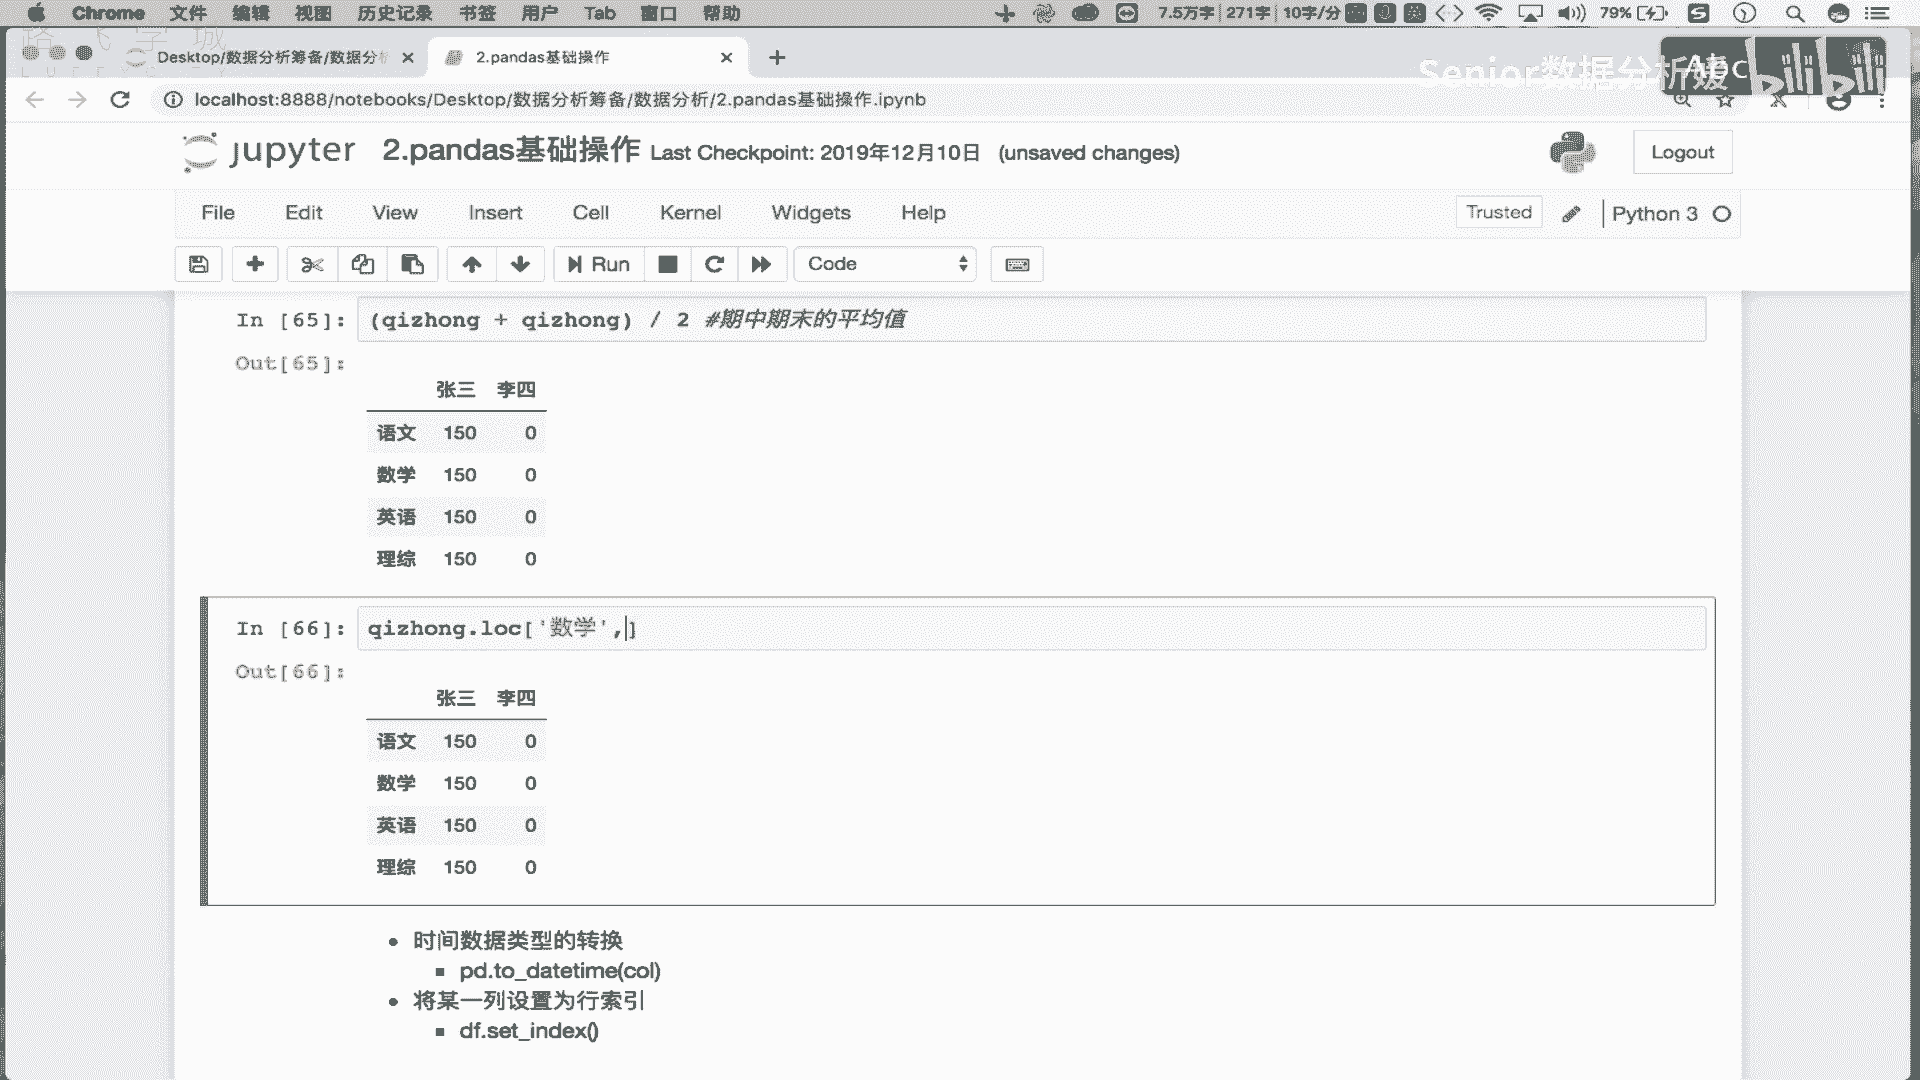 Chrome 文件 编辑 视图 历史记录 书签 用户 Tab 窗口 帮助 7.5万字 271字 10字/分 79%
Desktop/数据分析筹备/数据分析 2.pandas基础操作
Senior数据分析媛 bilibili
localhost:8888/notebooks/Desktop/数据分析筹备/数据分析/2.pandas基础操作.ipynb
jupyter 2.pandas基础操作 Last Checkpoint: 2019年12月10日 (unsaved changes) Logout
File Edit View Insert Cell Kernel Widgets Help Trusted Python 3
Run Code
In [65]: (qizhong + qizhong) / 2 #期中期末的平均值
Out[65]:
张三 李四
语文 150 0
数学 150 0
英语 150 0
理综 150 0
In [66]: qizhong.loc['数学',]
Out[66]:
张三 李四
语文 150 0
数学 150 0
英语 150 0
理综 150 0
时间数据类型的转换
pd.to_datetime(col)
将某一列设置为行索引
df.set_index()